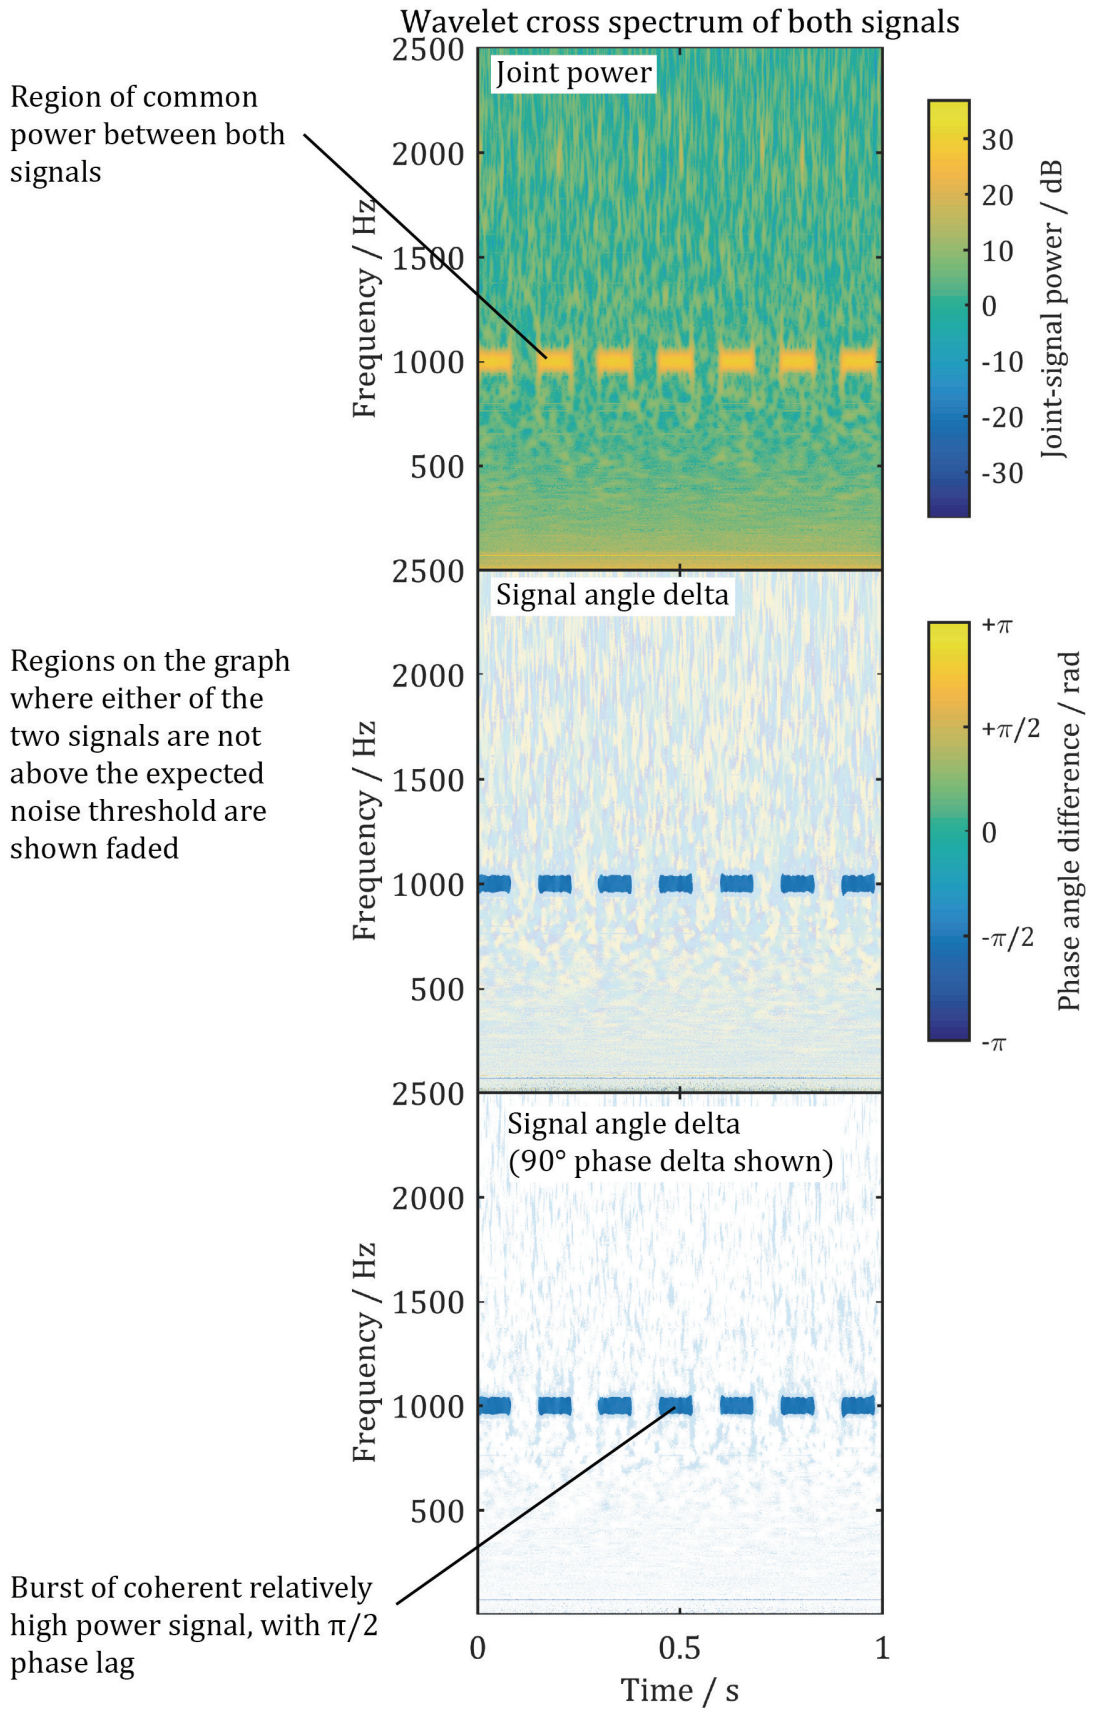 Wavelet cross spectrum of both signals
Region of common
power between both
signals
Joint power
2500
2000
1500
1000
500
Frequency / Hz
30
20
10
0
-10
-20
-30
Joint-signal power / dB
Regions on the graph
where either of the
two signals are not
above the expected
noise threshold are
shown faded
Signal angle delta
2500
2000
1500
1000
500
Frequency / Hz
+π
+π/2
0
-π/2
-π
Phase angle difference / rad
Signal angle delta
(90° phase delta shown)
2500
2000
1500
1000
500
Frequency / Hz
Burst of coherent relatively
high power signal, with π/2
phase lag
0 0.5 1
Time / s